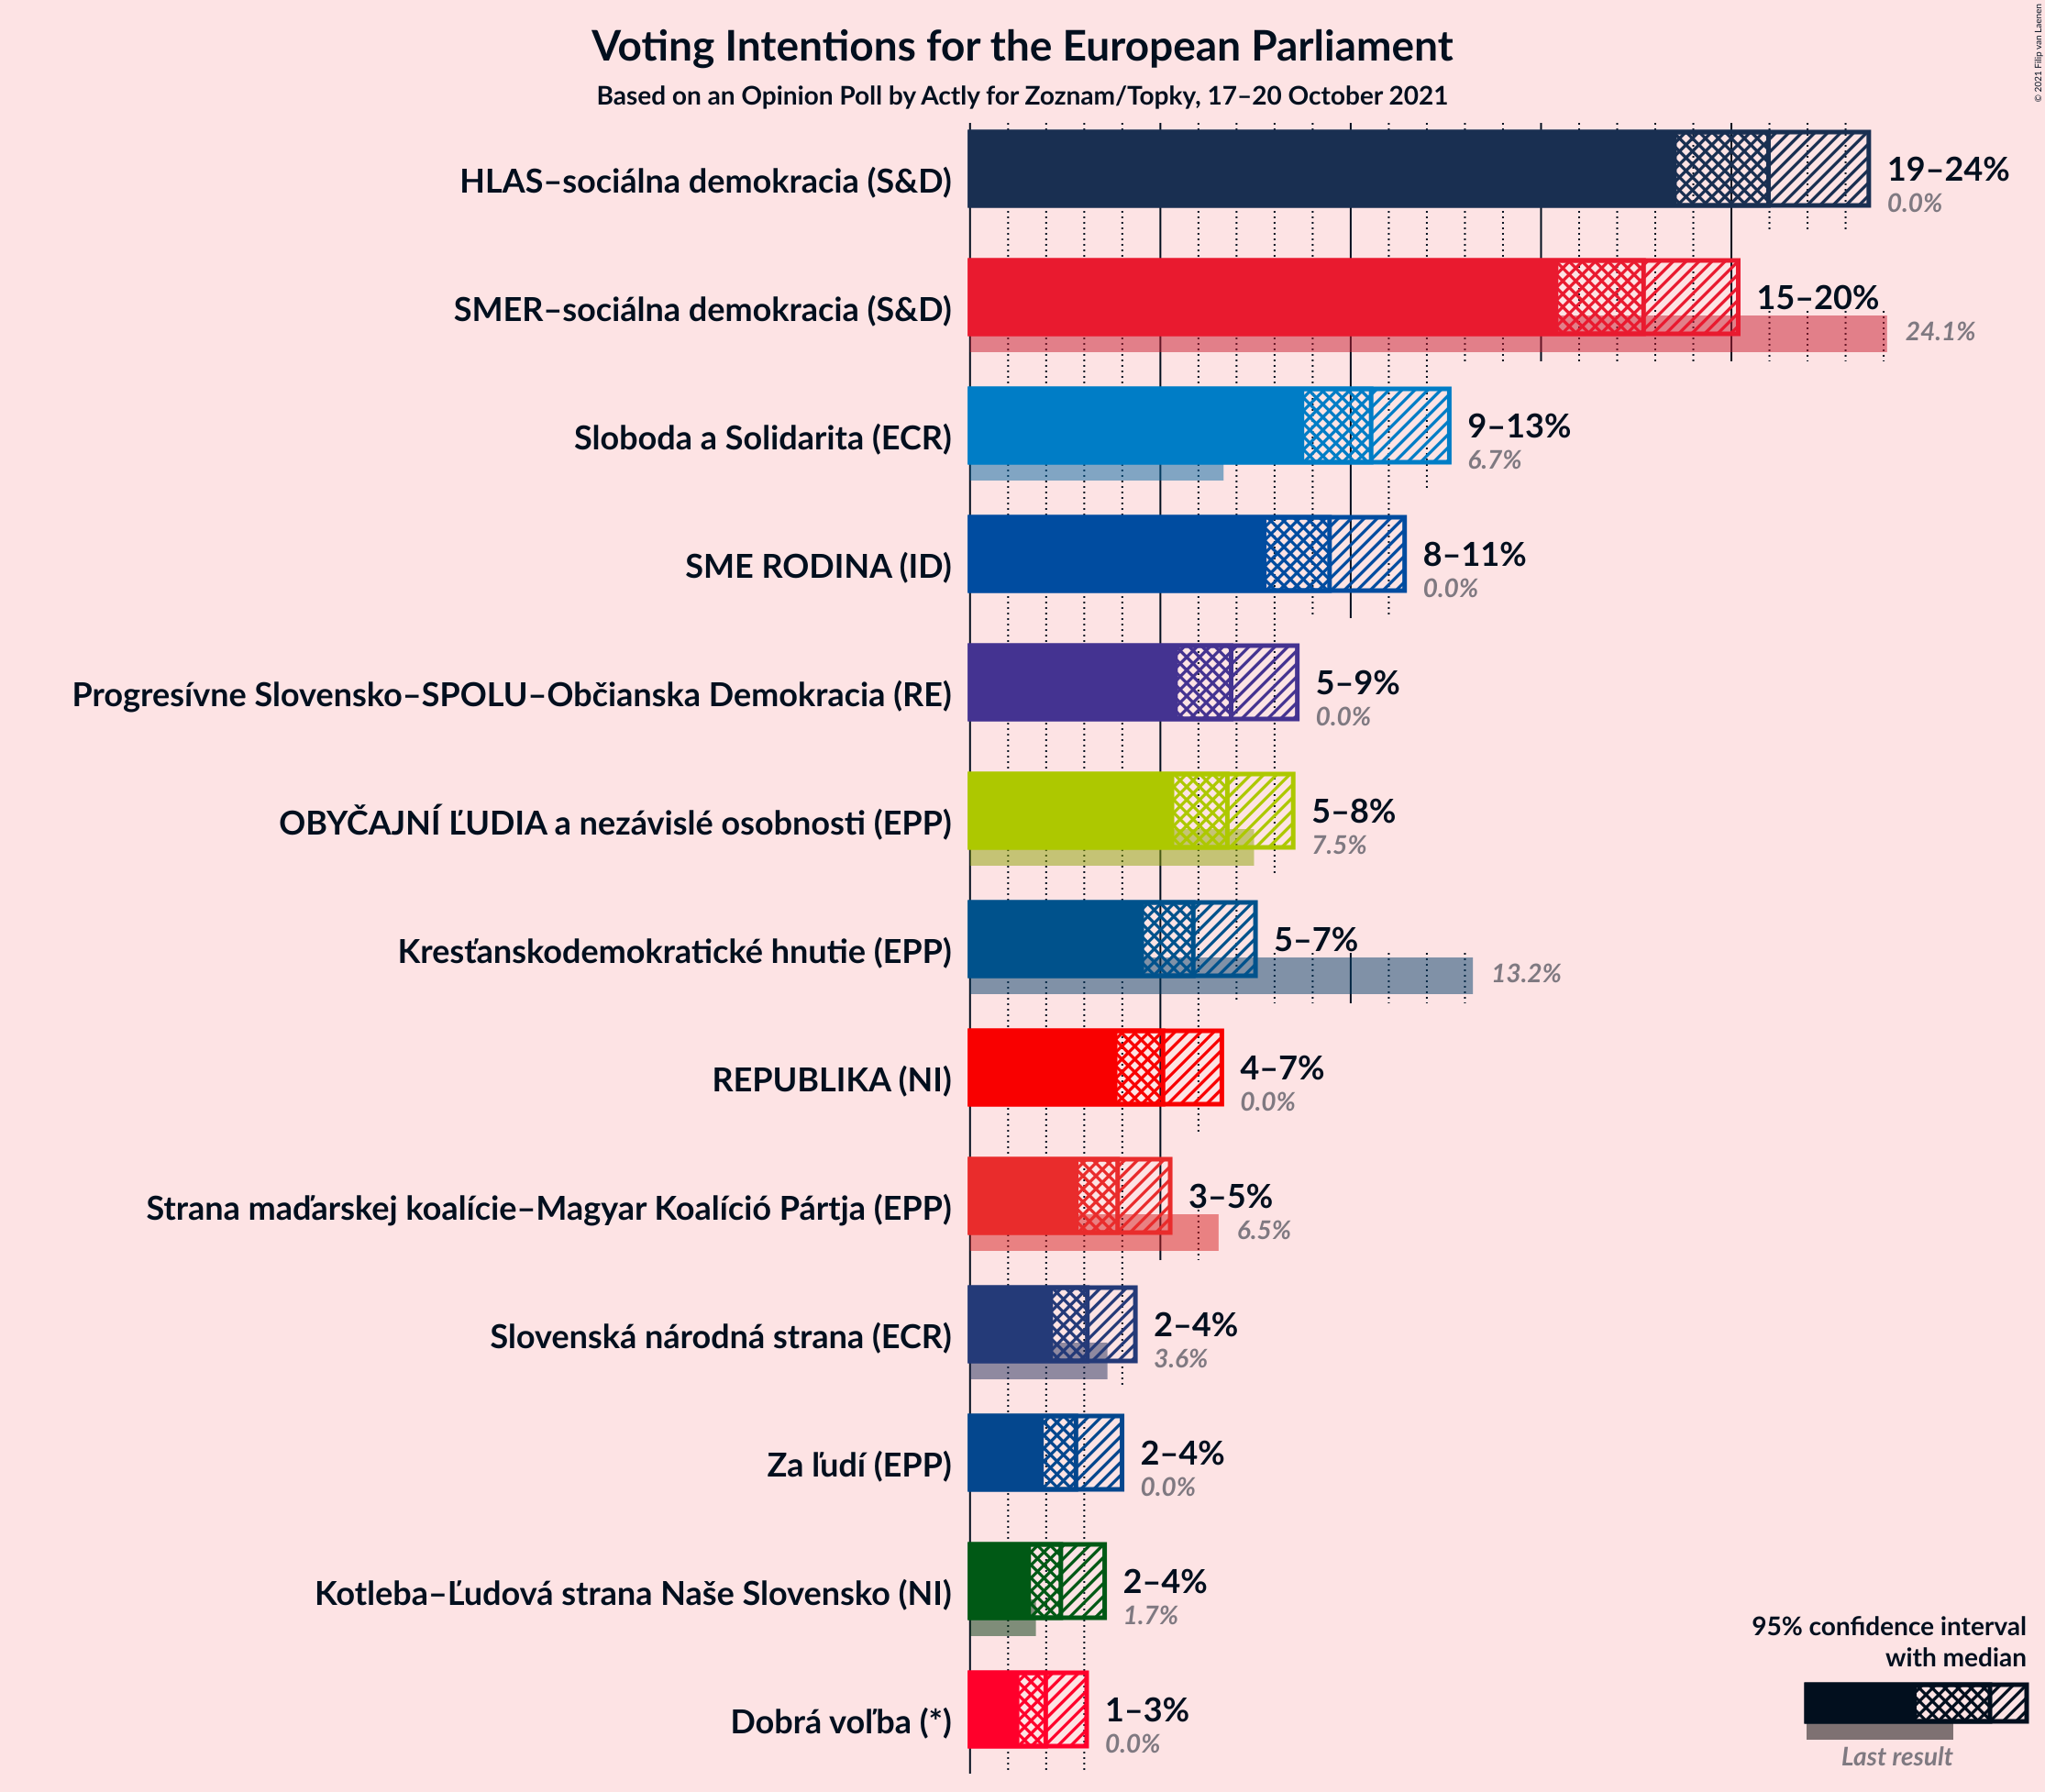 © 2021 Filip van Laenen
Voting Intentions for the European Parliament
Based on an Opinion Poll by Actly for Zoznam/Topky, 17–20 October 2021
HLAS–sociálna demokracia (S&D)
19–24%
0.0%
SMER–sociálna demokracia (S&D)
15–20%
24.1%
Sloboda a Solidarita (ECR)
9–13%
6.7%
SME RODINA (ID)
8–11%
0.0%
Progresívne Slovensko–SPOLU–Občianska Demokracia (RE)
5–9%
0.0%
OBYČAJNÍ ĽUDIA a nezávislé osobnosti (EPP)
5–8%
7.5%
Kresťanskodemokratické hnutie (EPP)
5–7%
13.2%
REPUBLIKA (NI)
4–7%
0.0%
Strana maďarskej koalície–Magyar Koalíció Pártja (EPP)
3–5%
6.5%
Slovenská národná strana (ECR)
2–4%
3.6%
Za ľudí (EPP)
2–4%
0.0%
Kotleba–Ľudová strana Naše Slovensko (NI)
2–4%
1.7%
Dobrá voľba (*)
1–3%
0.0%
95% confidence interval
with median
Last result